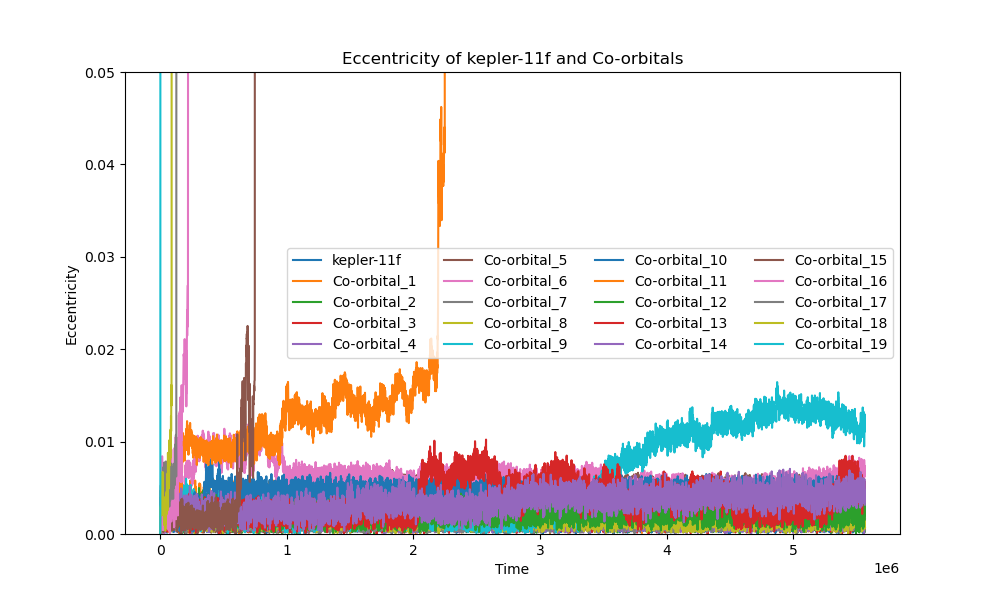 Eccentricity of kepler-11f and Co-orbitals
Eccentricity
0.05
0.04
0.03
0.02
0.01
0.00
kepler-11f
Co-orbital_1
Co-orbital_2
Co-orbital_3
Co-orbital_4
Co-orbital_5
Co-orbital_6
Co-orbital_7
Co-orbital_8
Co-orbital_9
Co-orbital_10
Co-orbital_11
Co-orbital_12
Co-orbital_13
Co-orbital_14
Co-orbital_15
Co-orbital_16
Co-orbital_17
Co-orbital_18
Co-orbital_19
0 1 2 3 4 5
1e6
Time